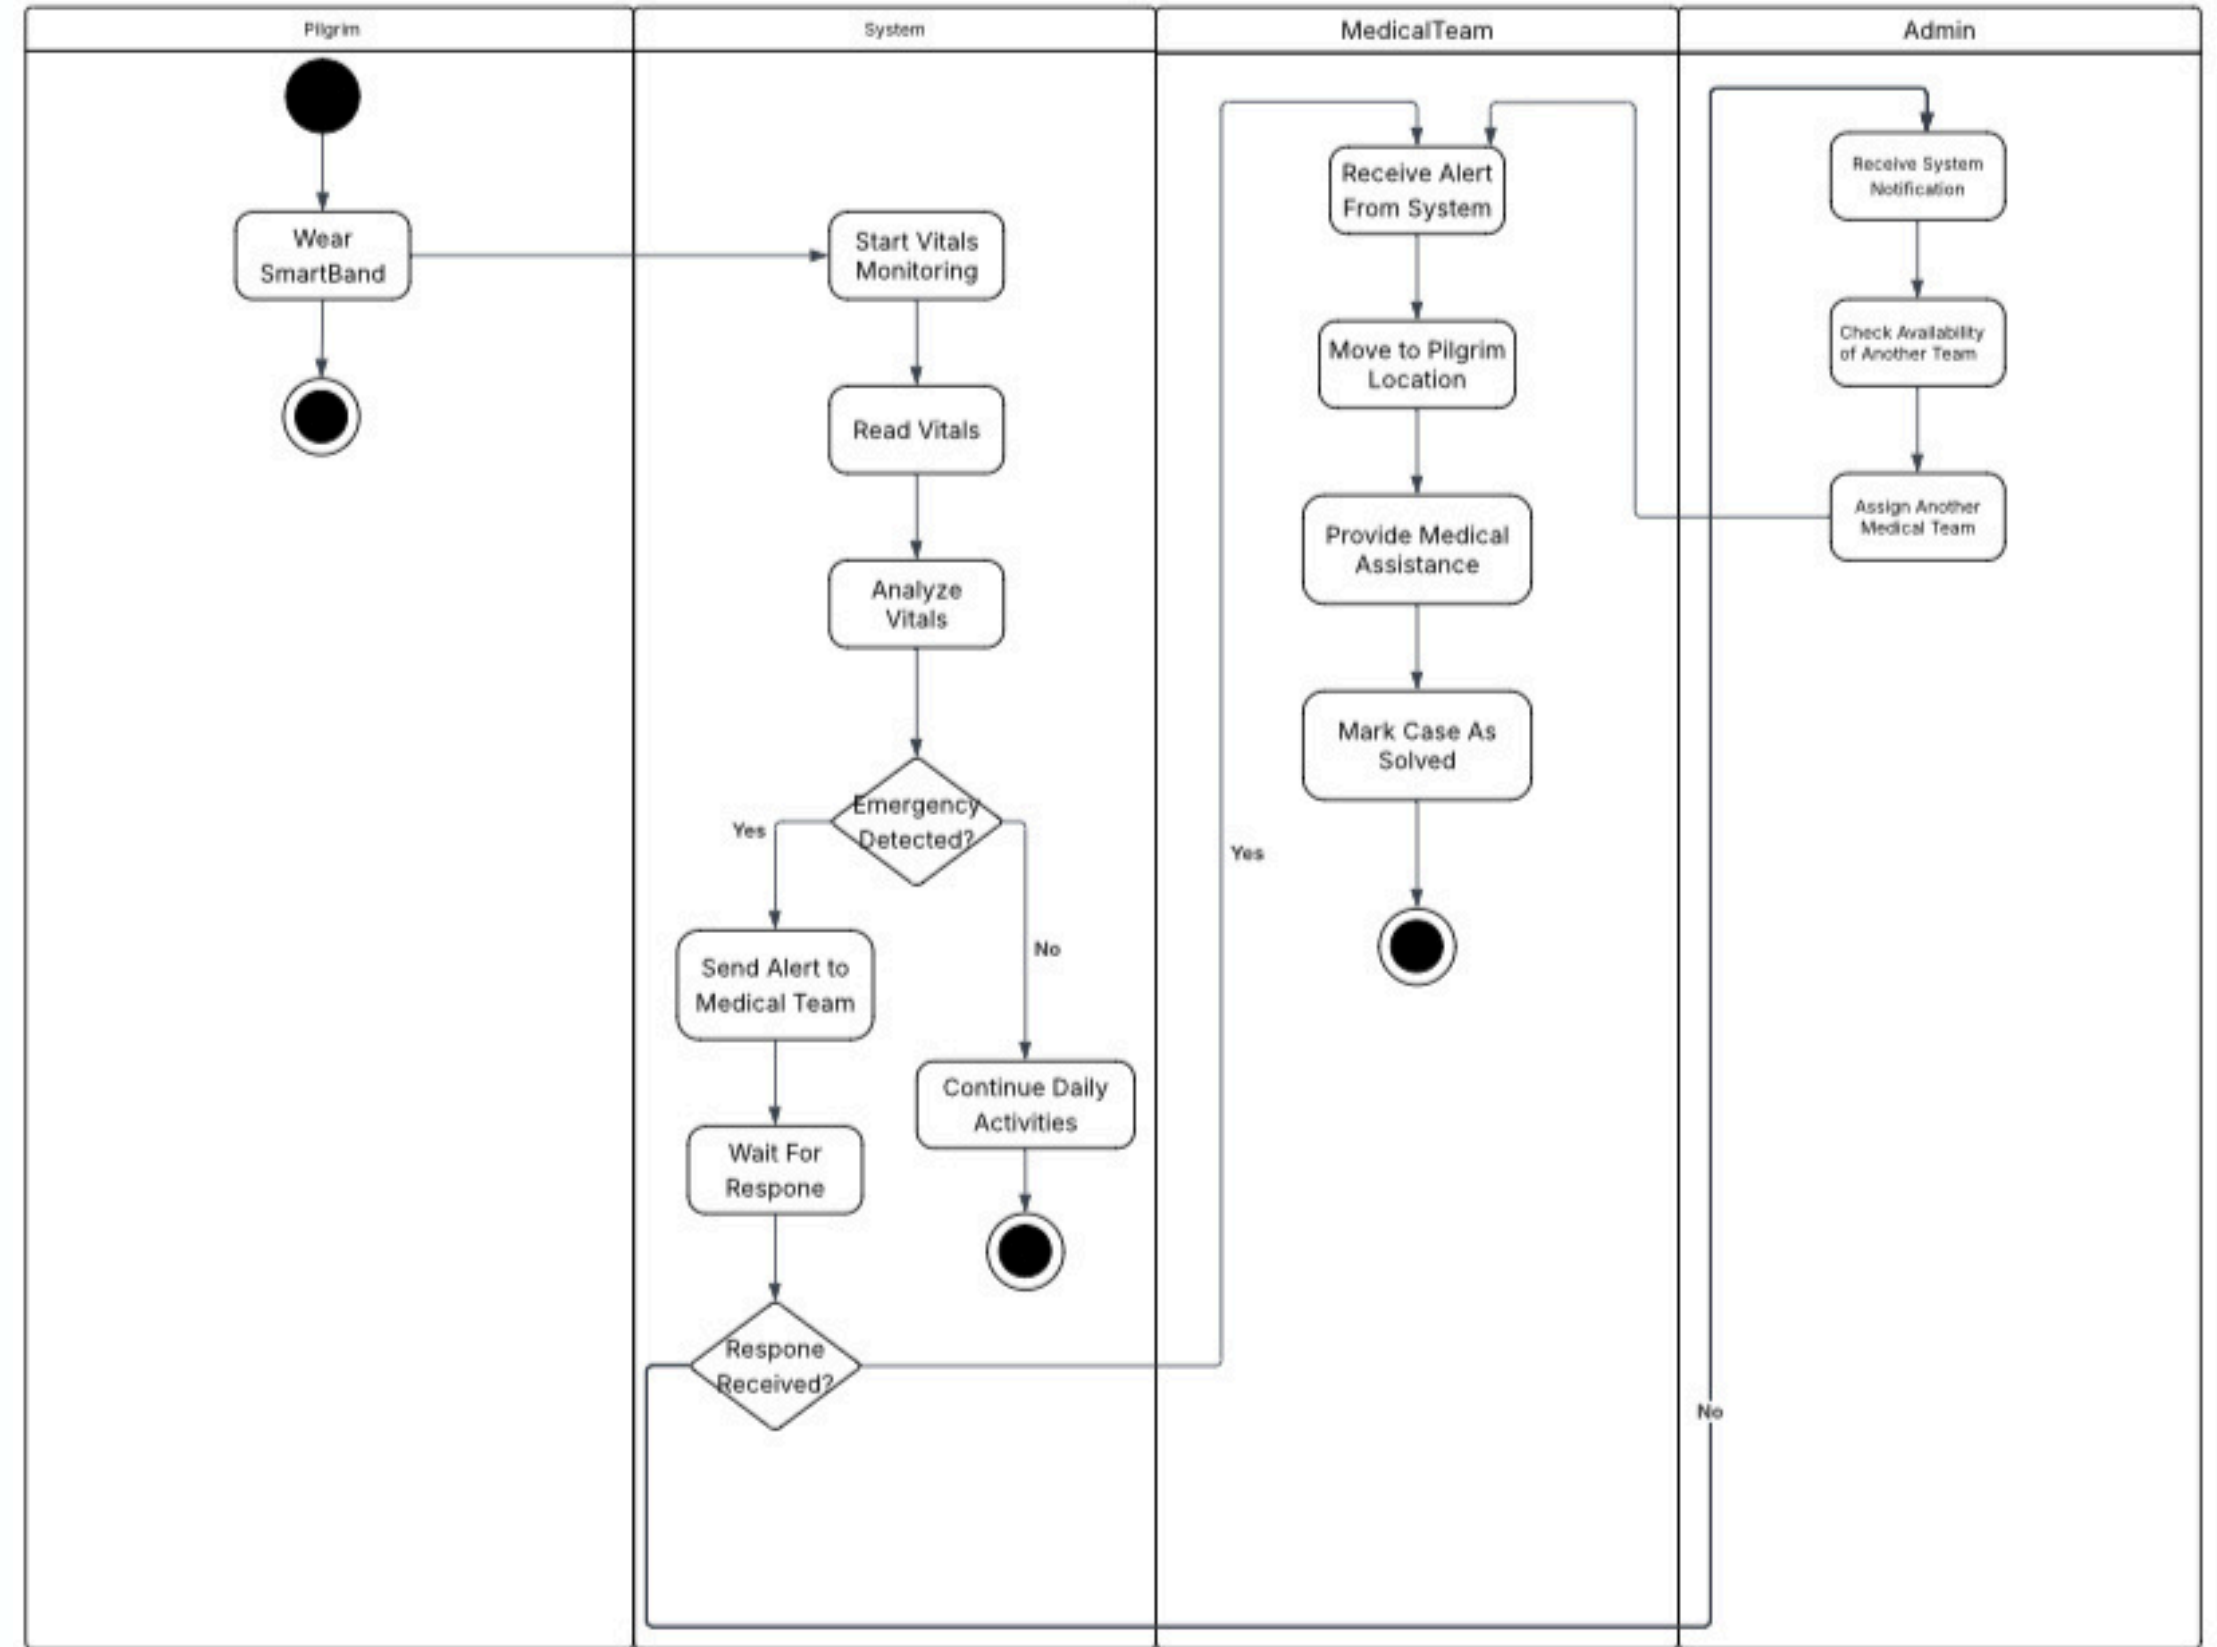 Pilgrim
System
MedicalTeam
Admin
Wear
SmartBand
Start Vitals
Monitoring
Read Vitals
Analyze
Vitals
Emergency
Detected?
Yes
No
Send Alert to
Medical Team
Continue Daily
Activities
Wait For
Respone
Respone
Received?
Yes
No
Receive Alert
From System
Move to Pilgrim
Location
Provide Medical
Assistance
Mark Case As
Solved
Receive System
Notification
Check Availability
of Another Team
Assign Another
Medical Team